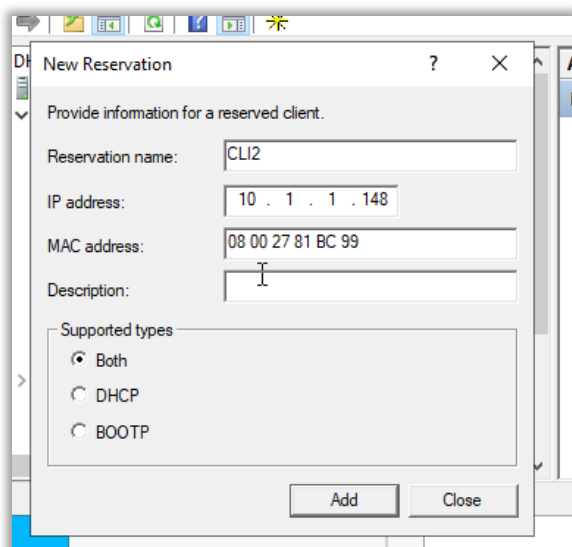 New Reservation
?
Provide information for a reserved client.
Reservation name: CLI2
IP address: 10 . 1 . 1 . 148
MAC address: 08 00 27 81 BC 99
Description:
Supported types
Both
DHCP
BOOTP
Add Close